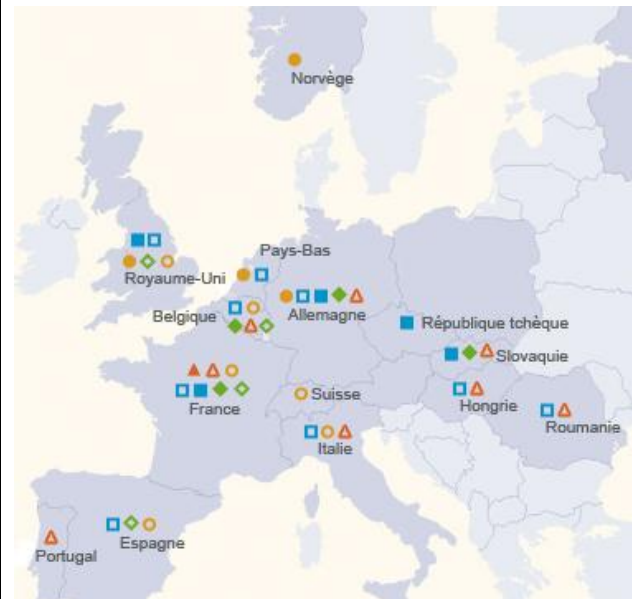 Norvège
Pays-Bas
Royaume-Uni
Belgique
Allemagne
République tchèque
Slovaquie
France
Suisse
Hongrie
Roumanie
Italie
Espagne
Portugal